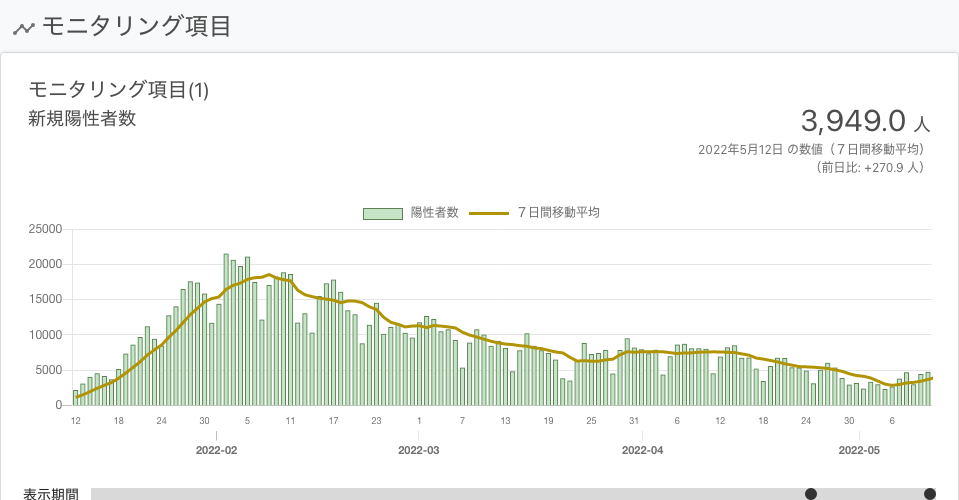 モニタリング項目
モニタリング項目(1)
新規陽性者数
3,949.0 人
2022年5月12日 の数値（７日間移動平均）
（前日比: +270.9 人）
陽性者数 ７日間移動平均
25000
20000
15000
10000
5000
0
12 18 24 30 5 11 17 23 1 7 13 19 25 31 6 12 18 24 30 6
2022-02 2022-03 2022-04 2022-05
表示期間